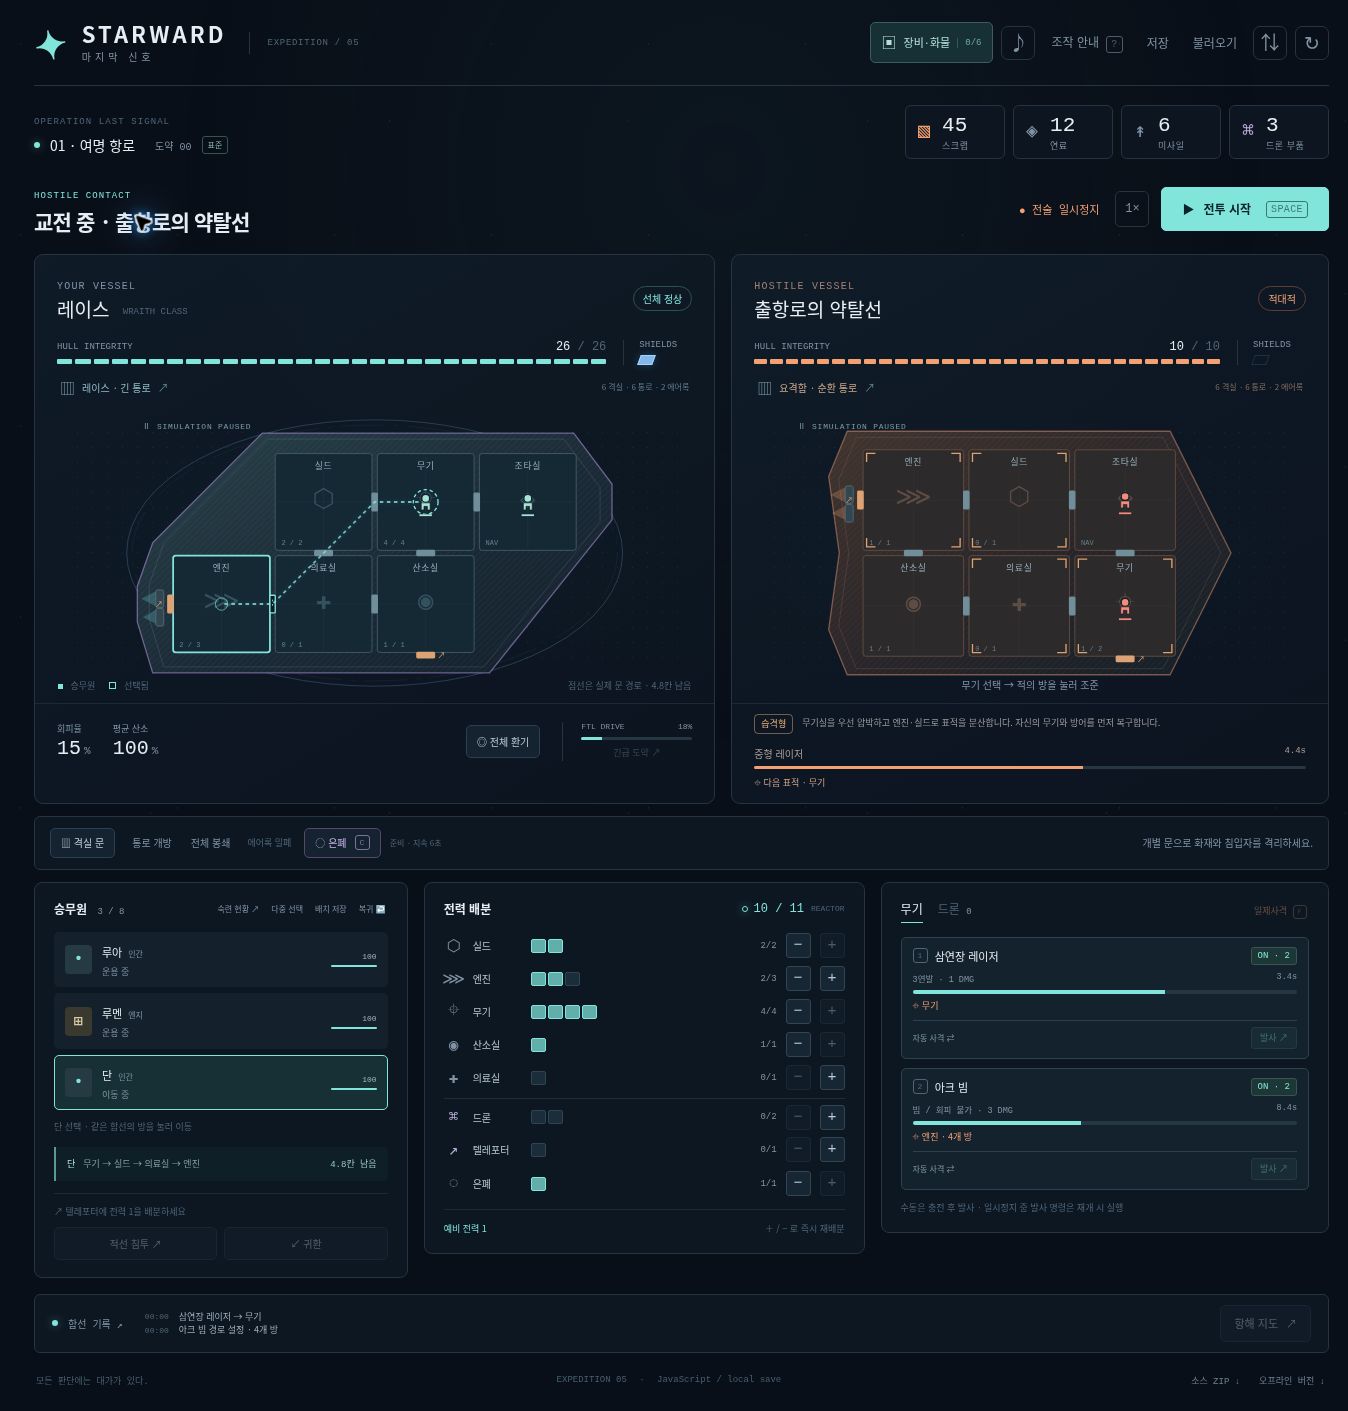 STARWARD
마지막 신호
EXPEDITION / 05
장비·화물 0/6
조작 안내 ?
저장
불러오기
OPERATION LAST SIGNAL
01 · 여명 항로 도약 00 표준
45 스크랩
12 연료
6 미사일
3 드론 부품
HOSTILE CONTACT
교전 중 · 출항로의 약탈선
전술 일시정지
1×
전투 시작 SPACE
YOUR VESSEL
레이스 WRAITH CLASS
선체 정상
HULL INTEGRITY 26 / 26
SHIELDS
레이스 · 긴 통로 ↗
6 격실 · 6 통로 · 2 에어록
SIMULATION PAUSED
실드 2 / 2
무기 4 / 4
조타실 NAV
엔진 2 / 3
의료실 0 / 1
산소실 1 / 1
승무원 선택됨
점선은 실제 문 경로 · 4.8칸 남음
회피율 15 %
평균 산소 100 %
전체 환기
FTL DRIVE 18%
긴급 도약 ↗
HOSTILE VESSEL
출항로의 약탈선
적대적
HULL INTEGRITY 10 / 10
SHIELDS
요격함 · 순환 통로 ↗
6 격실 · 6 통로 · 2 에어록
SIMULATION PAUSED
엔진 1 / 1
실드 0 / 1
조타실 NAV
산소실 1 / 1
의료실 0 / 1
무기 1 / 2
무기 선택 → 적의 방을 눌러 조준
습격형 무기실을 우선 압박하고 엔진·실드로 표적을 분산합니다. 자신의 무기와 방어를 먼저 복구합니다.
중형 레이저 4.4s
다음 표적 · 무기
격실 문
통로 개방
전체 봉쇄
에어록 밀폐
은폐 C
준비 · 지속 6초
개별 문으로 화재와 침입자를 격리하세요.
승무원 3 / 8
숙련 현황 ↗
다중 선택
배치 저장
복귀
루아 인간 100
운용 중
루멘 엔지 100
운용 중
단 인간 100
이동 중
단 선택 · 같은 함선의 방을 눌러 이동
단 무기 → 실드 → 의료실 → 엔진 4.8칸 남음
↗ 텔레포터에 전력 1을 배분하세요
적선 침투 ↗
↙ 귀환
전력 배분 10 / 11 REACTOR
실드 2/2 − +
엔진 2/3 − +
무기 4/4 − +
산소실 1/1 − +
의료실 0/1 − +
드론 0/2 − +
텔레포터 0/1 − +
은폐 1/1 − +
예비 전력 1
+ / − 로 즉시 재배분
무기
드론 0
일제사격 F
1 삼연장 레이저 ON · 2
3연발 · 1 DMG 3.4s
무기
자동 사격 ⇄
발사 ↗
2 아크 빔 ON · 2
빔 / 회피 불가 · 3 DMG 8.4s
엔진 · 4개 방
자동 사격 ⇄
발사 ↗
수동은 충전 후 발사 · 일시정지 중 발사 명령은 재개 시 실행
함선 기록 ↗
00:00 삼연장 레이저 → 무기
00:00 아크 빔 경로 설정 · 4개 방
항해 지도 ↗
모든 판단에는 대가가 있다.
EXPEDITION 05 · JavaScript / local save
소스 ZIP ↓
오프라인 버전 ↓